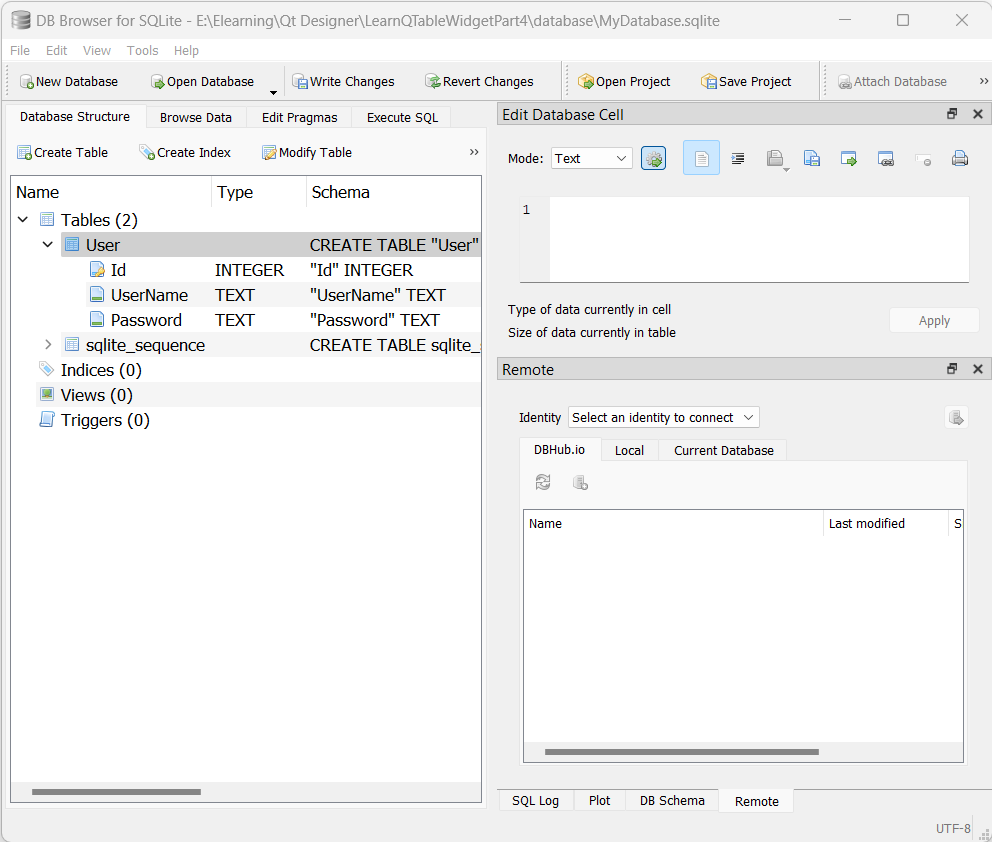 DB Browser for SQLite - E:\Elearning\Qt Designer\LearnQTableWidgetPart4\database\MyDatabase.sqlite
File Edit View Tools Help
New Database Open Database Write Changes Revert Changes Open Project Save Project Attach Database »
Database Structure Browse Data Edit Pragmas Execute SQL
Create Table Create Index Modify Table »
Name Type Schema
Tables (2)
User CREATE TABLE "User"
Id INTEGER "Id" INTEGER
UserName TEXT "UserName" TEXT
Password TEXT "Password" TEXT
sqlite_sequence CREATE TABLE sqlite_
Indices (0)
Views (0)
Triggers (0)
Edit Database Cell
Mode: Text
1
Type of data currently in cell
Size of data currently in table
Apply
Remote
Identity Select an identity to connect
DBHub.io Local Current Database
Name Last modified S
SQL Log Plot DB Schema Remote
UTF-8